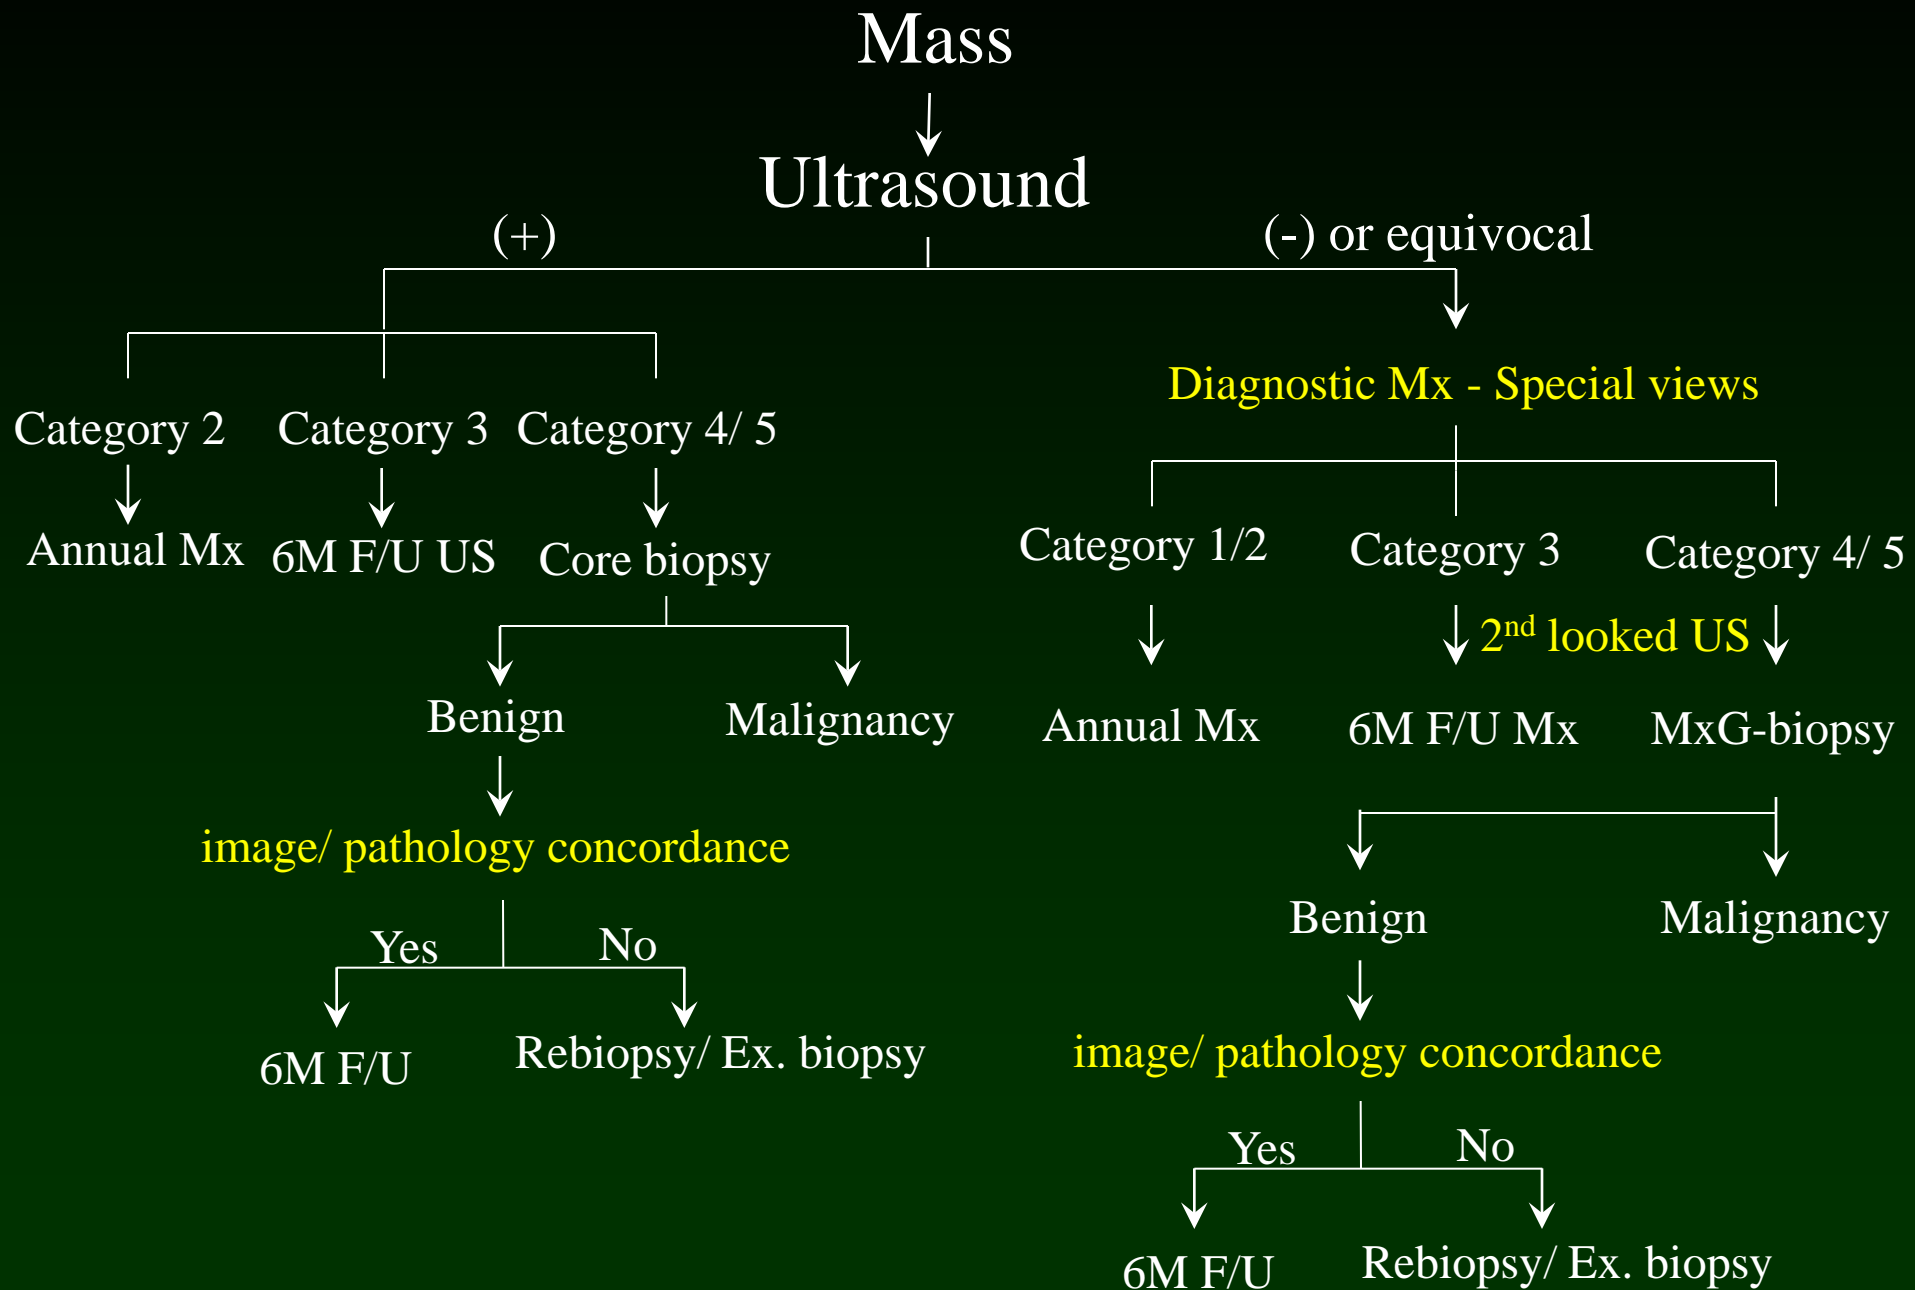 Mass
Ultrasound
(+)
(-) or equivocal
Diagnostic Mx - Special views
Category 2
Category 3
Category 4/ 5
Annual Mx
6M F/U US
Core biopsy
Category 1/2
Category 3
Category 4/ 5
2nd looked US
Benign
Malignancy
Annual Mx
6M F/U Mx
MxG-biopsy
image/ pathology concordance
Benign
Malignancy
Yes
No
6M F/U
Rebiopsy/ Ex. biopsy
image/ pathology concordance
Yes
No
6M F/U
Rebiopsy/ Ex. biopsy